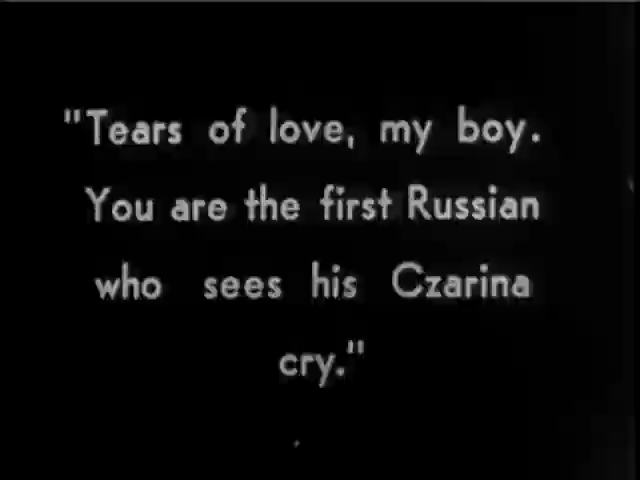 "Tears of love, my boy.
You are the first Russian
who sees his Czarina
cry."